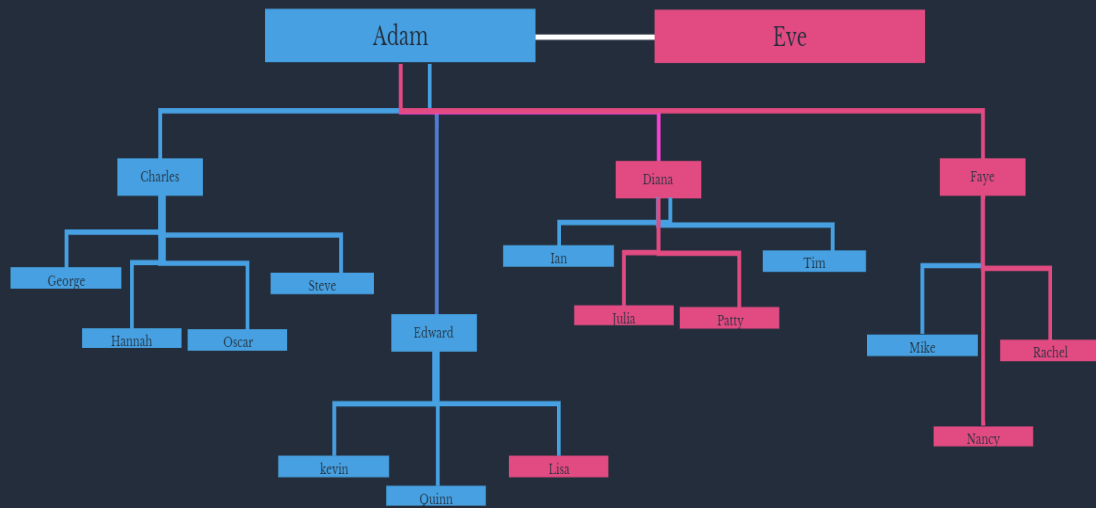 Adam
Eve
Charles
Diana
Faye
George
Steve
Ian
Tim
Hannah
Oscar
Edward
Julia
Patty
Mike
Rachel
Nancy
kevin
Lisa
Quinn